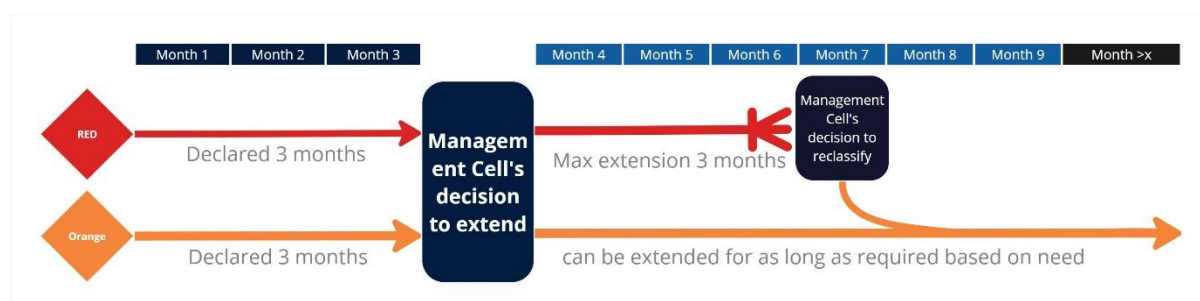 Month 1 Month 2 Month 3 Month 4 Month 5 Month 6 Month 7 Month 8 Month 9 Month >x
RED
Declared 3 months
Managem
ent Cell's
decision
to extend
Max extension 3 months
Management
Cell's
decision to
reclassify
Orange
Declared 3 months
can be extended for as long as required based on need